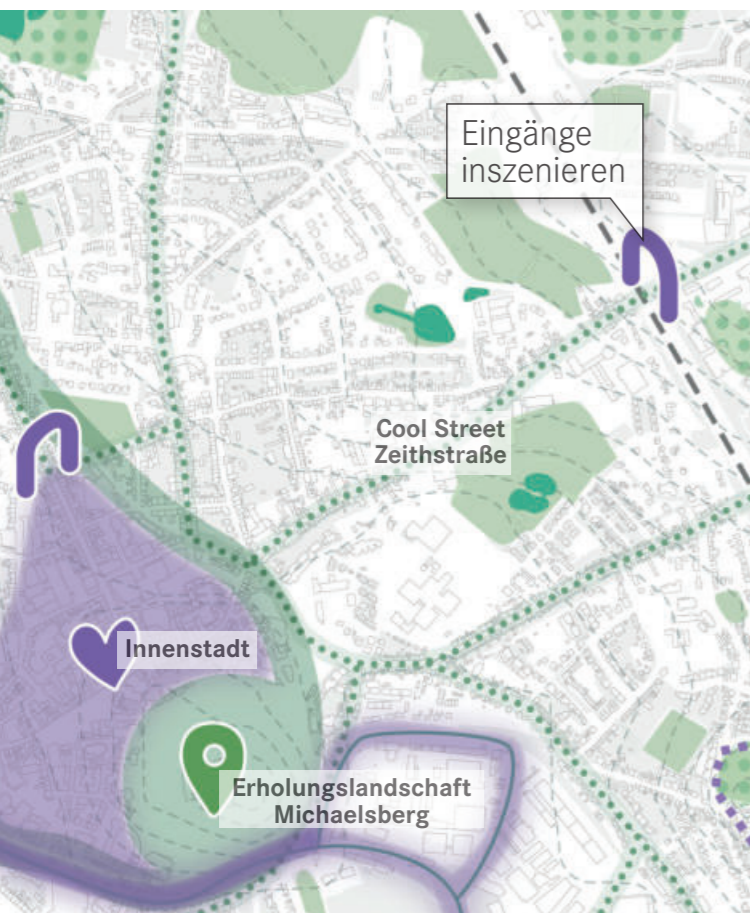 Eingänge
inszenieren
Cool Street
Zeithstraße
Innenstadt
Erholungslandschaft
Michaelsberg